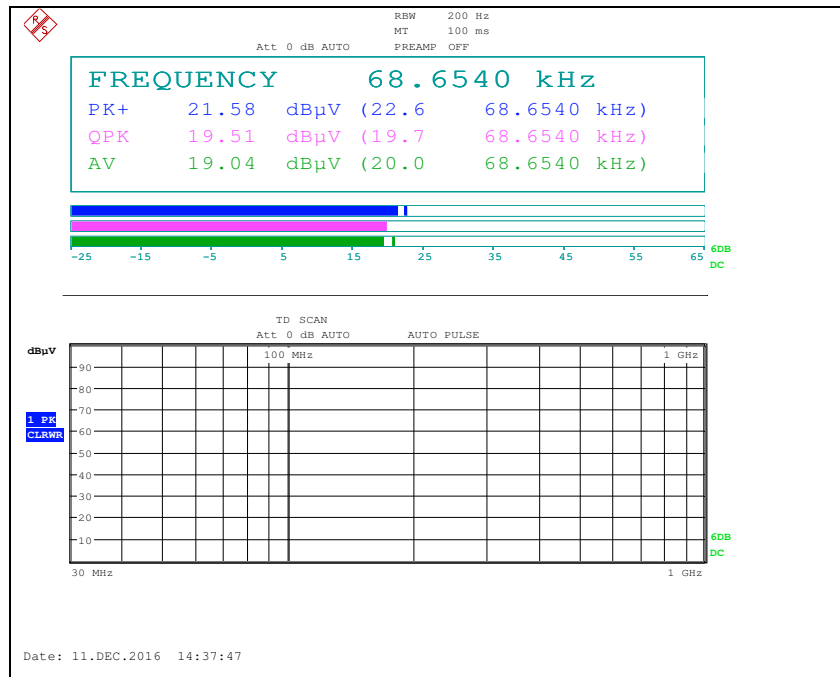 R S
RBW 200 Hz
MT 100 ms
Att 0 dB AUTO PREAMP OFF
FREQUENCY 68.6540 kHz
PK+ 21.58 dBµV (22.6 68.6540 kHz)
QPK 19.51 dBµV (19.7 68.6540 kHz)
AV 19.04 dBµV (20.0 68.6540 kHz)
-25 -15 -5 5 15 25 35 45 55 65
6DB
DC
TD SCAN
Att 0 dB AUTO AUTO PULSE
dBµV
100 MHz 1 GHz
90
80
70
1 PK
CLRWR
60
50
40
30
20
10
6DB
DC
30 MHz 1 GHz
Date: 11.DEC.2016 14:37:47